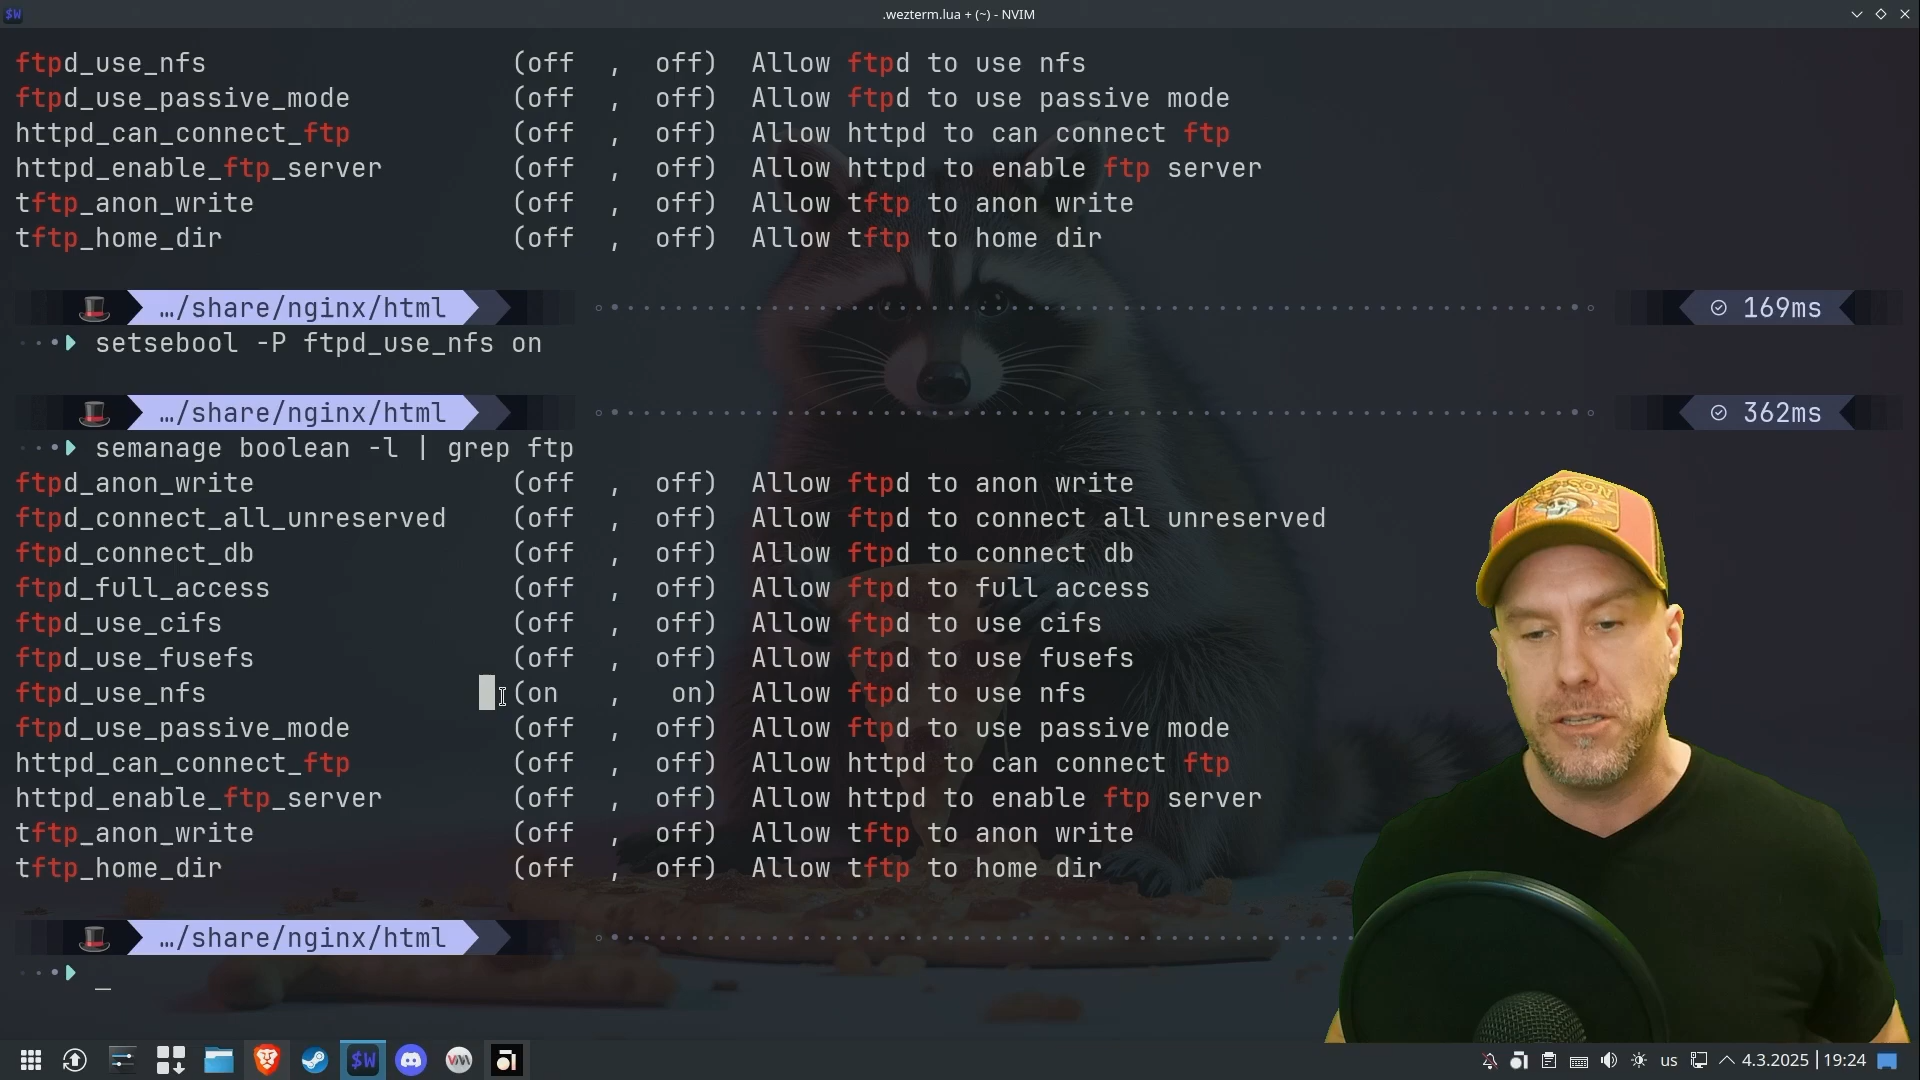 .wezterm.lua + (~) - NVIM
ftpd_use_nfs (off , off) Allow ftpd to use nfs
ftpd_use_passive_mode (off , off) Allow ftpd to use passive mode
httpd_can_connect_ftp (off , off) Allow httpd to can connect ftp
httpd_enable_ftp_server (off , off) Allow httpd to enable ftp server
tftp_anon_write (off , off) Allow tftp to anon write
tftp_home_dir (off , off) Allow tftp to home dir
…/share/nginx/html 169ms
setsebool -P ftpd_use_nfs on
…/share/nginx/html 362ms
semanage boolean -l | grep ftp
ftpd_anon_write (off , off) Allow ftpd to anon write
ftpd_connect_all_unreserved (off , off) Allow ftpd to connect all unreserved
ftpd_connect_db (off , off) Allow ftpd to connect db
ftpd_full_access (off , off) Allow ftpd to full access
ftpd_use_cifs (off , off) Allow ftpd to use cifs
ftpd_use_fusefs (off , off) Allow ftpd to use fusefs
ftpd_use_nfs (on , on) Allow ftpd to use nfs
ftpd_use_passive_mode (off , off) Allow ftpd to use passive mode
httpd_can_connect_ftp (off , off) Allow httpd to can connect ftp
httpd_enable_ftp_server (off , off) Allow httpd to enable ftp server
tftp_anon_write (off , off) Allow tftp to anon write
tftp_home_dir (off , off) Allow tftp to home dir
…/share/nginx/html
_
$W us 4.3.2025 | 19:24